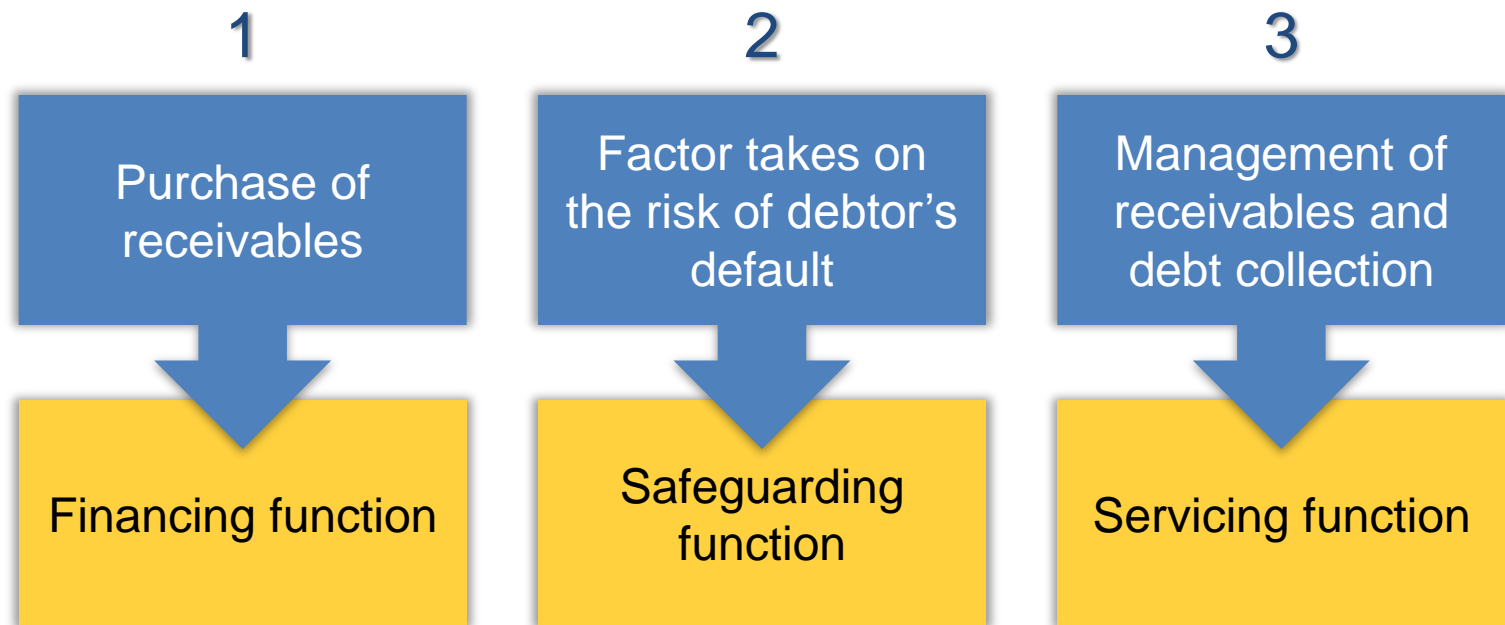 1
2
3
Purchase of
receivables
Factor takes on
the risk of debtor’s
default
Management of
receivables and
debt collection
Financing function
Safeguarding
function
Servicing function